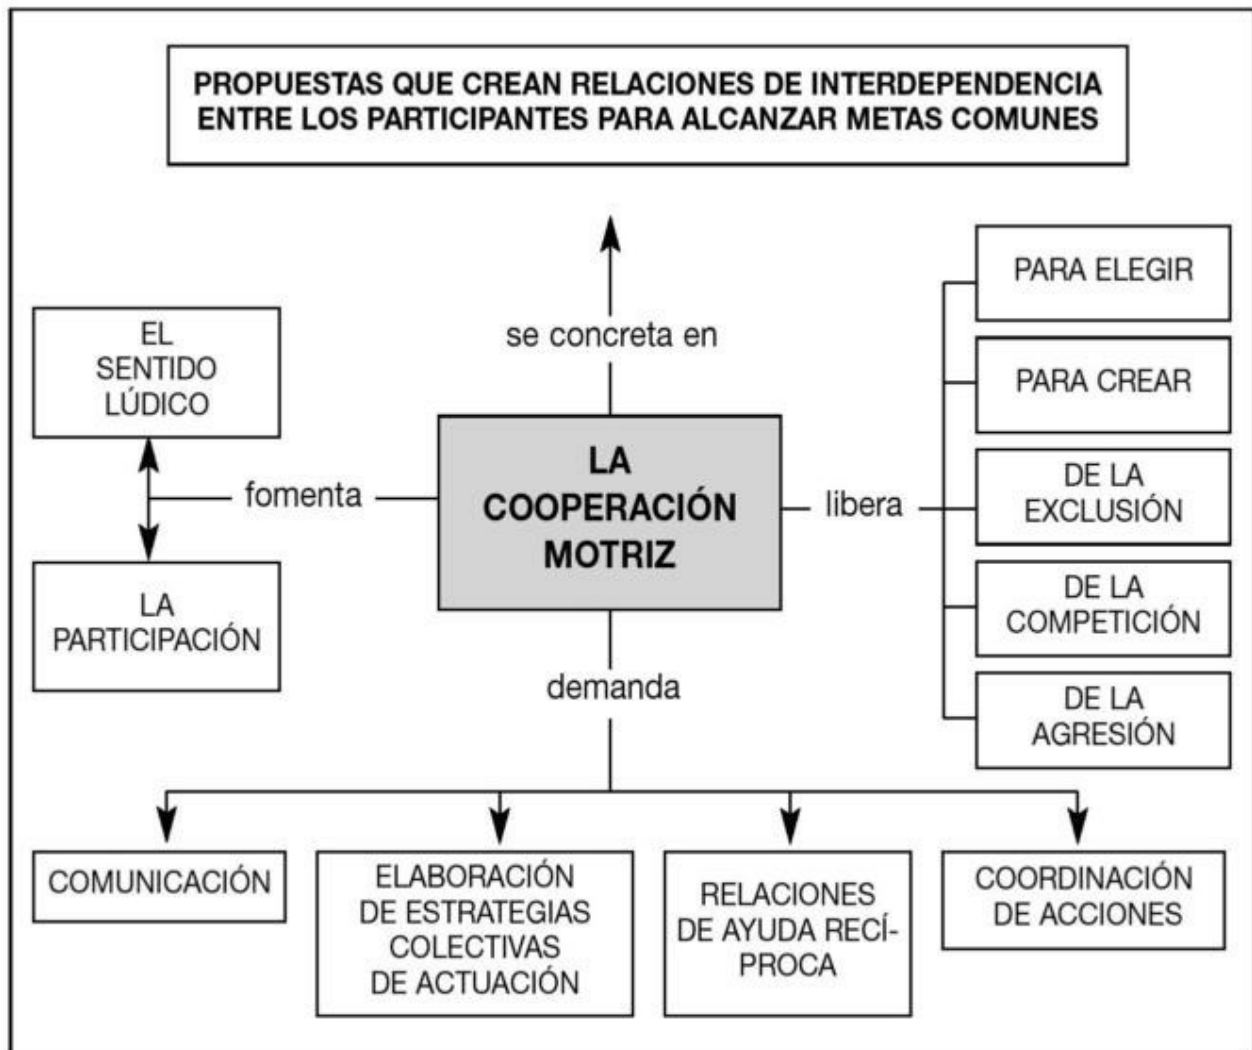 PROPUESTAS QUE CREAN RELACIONES DE INTERDEPENDENCIA
ENTRE LOS PARTICIPANTES PARA ALCANZAR METAS COMUNES
se concreta en
EL
SENTIDO
LÚDICO
fomenta
LA
PARTICIPACIÓN
LA
COOPERACIÓN
MOTRIZ
libera
PARA ELEGIR
PARA CREAR
DE LA
EXCLUSIÓN
DE LA
COMPETICIÓN
DE LA
AGRESIÓN
demanda
COMUNICACIÓN
ELABORACIÓN
DE ESTRATEGIAS
COLECTIVAS
DE ACTUACIÓN
RELACIONES
DE AYUDA RECÍ-
PROCA
COORDINACIÓN
DE ACCIONES